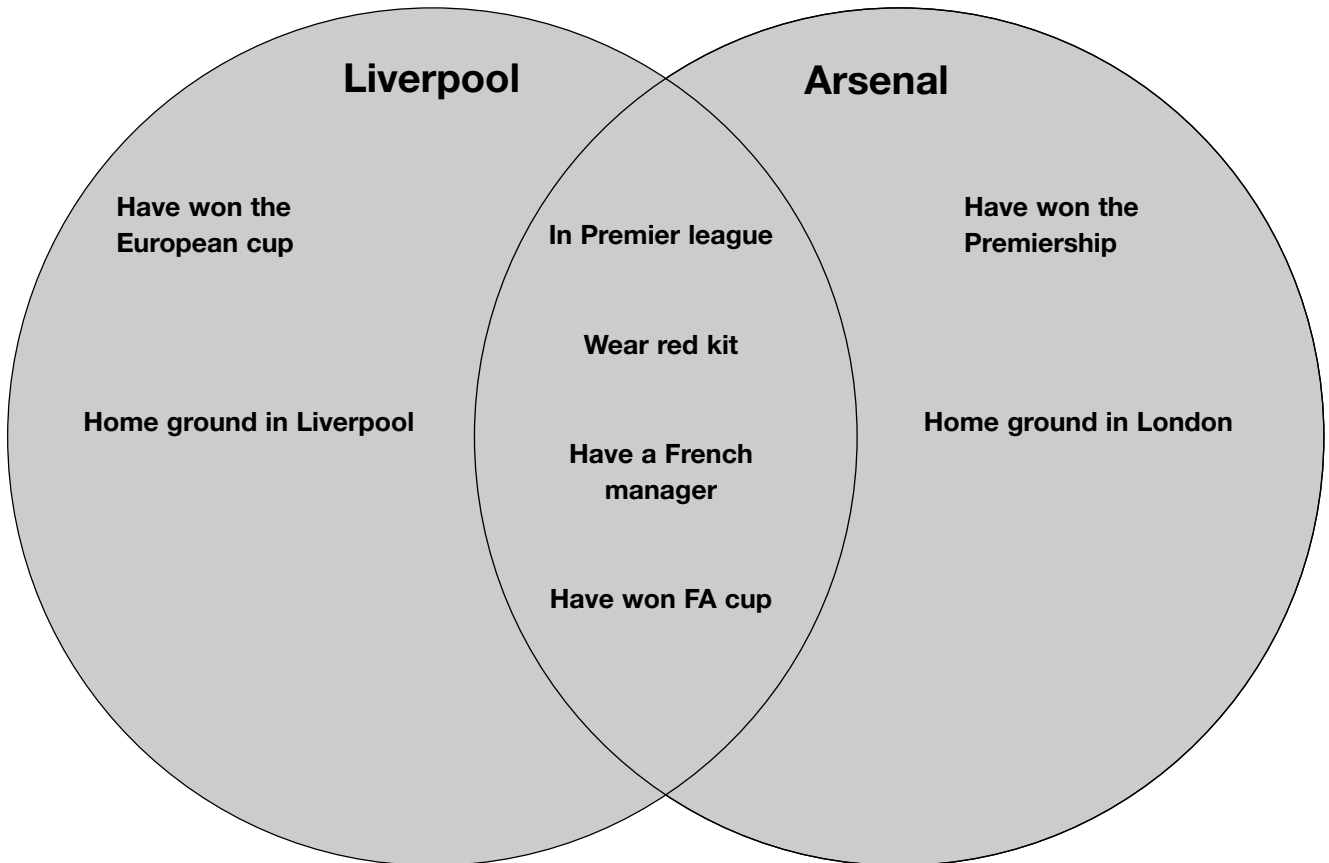 Liverpool
Arsenal
Have won the
European cup
In Premier league
Have won the
Premiership
Wear red kit
Home ground in Liverpool
Home ground in London
Have a French
manager
Have won FA cup